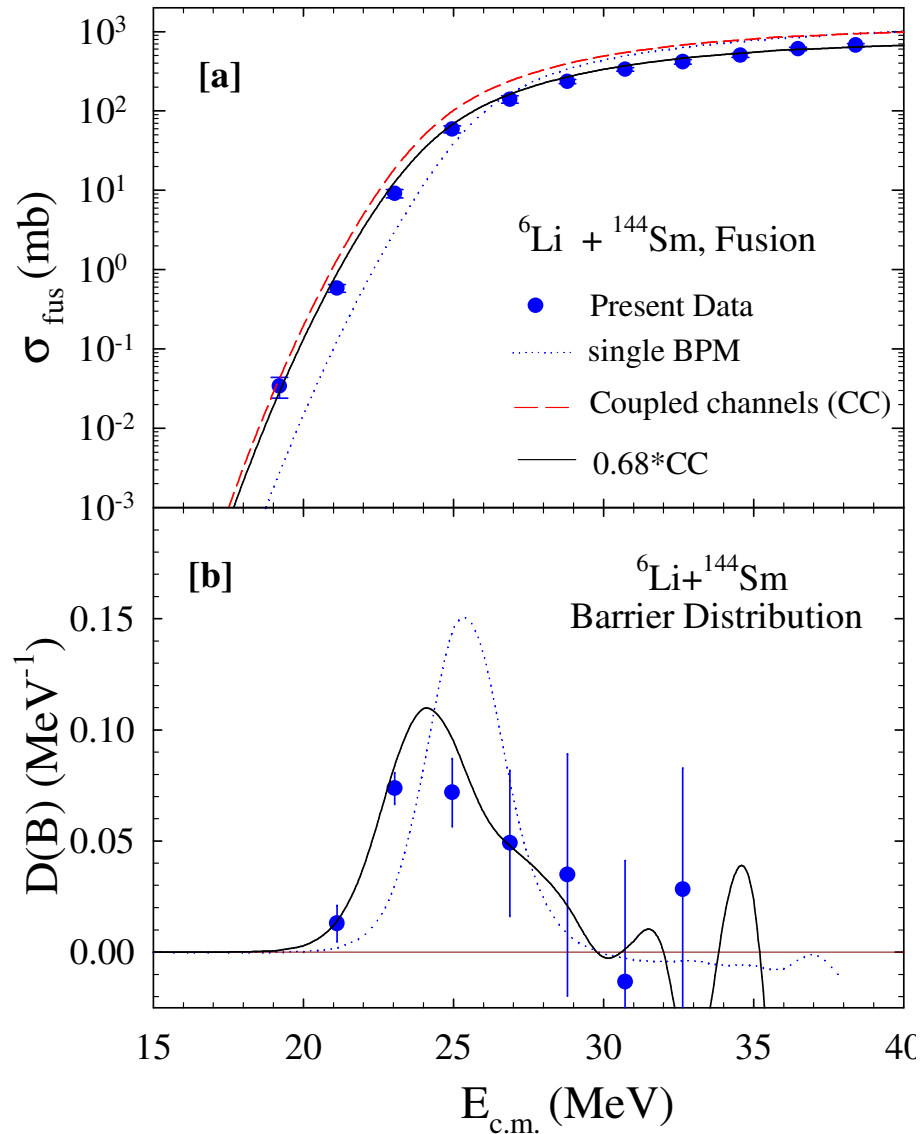 10³
10²
10¹
10⁰
10⁻¹
10⁻²
10⁻³
σ_fus (mb)
[a]
⁶Li + ¹⁴⁴Sm, Fusion
Present Data
single BPM
Coupled channels (CC)
0.68*CC
[b]
⁶Li+¹⁴⁴Sm
Barrier Distribution
0.15
0.10
0.05
0.00
D(B) (MeV⁻¹)
15 20 25 30 35 40
E_c.m. (MeV)